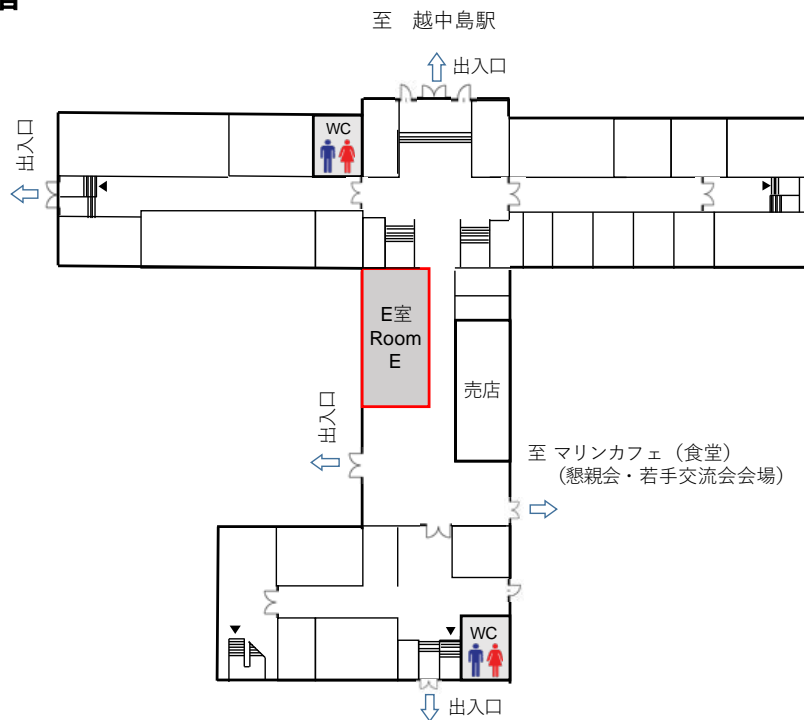 至　越中島駅
出入口
出入口
WC
E室
Room
E
売店
出入口
至 マリンカフェ（食堂）
（懇親会・若手交流会会場）
WC
出入口